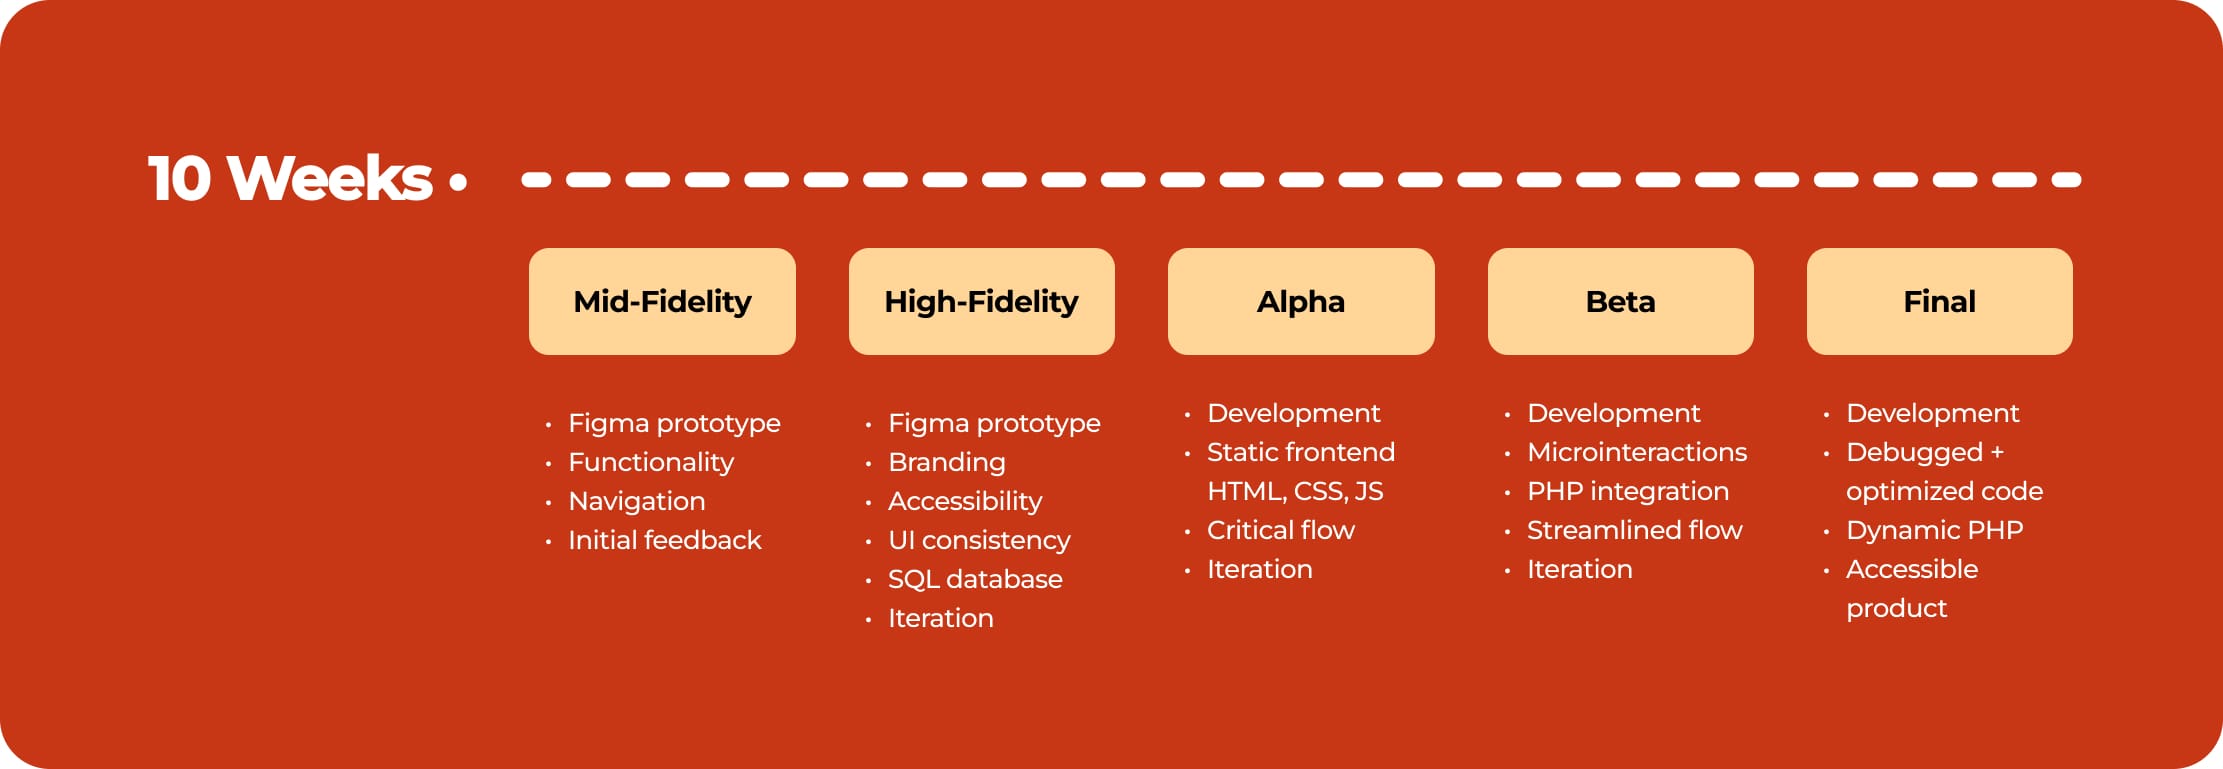 10 Weeks •
Mid-Fidelity
• Figma prototype
• Functionality
• Navigation
• Initial feedback
High-Fidelity
• Figma prototype
• Branding
• Accessibility
• UI consistency
• SQL database
• Iteration
Alpha
• Development
• Static frontend
HTML, CSS, JS
• Critical flow
• Iteration
Beta
• Development
• Microinteractions
• PHP integration
• Streamlined flow
• Iteration
Final
• Development
• Debugged +
optimized code
• Dynamic PHP
• Accessible
product